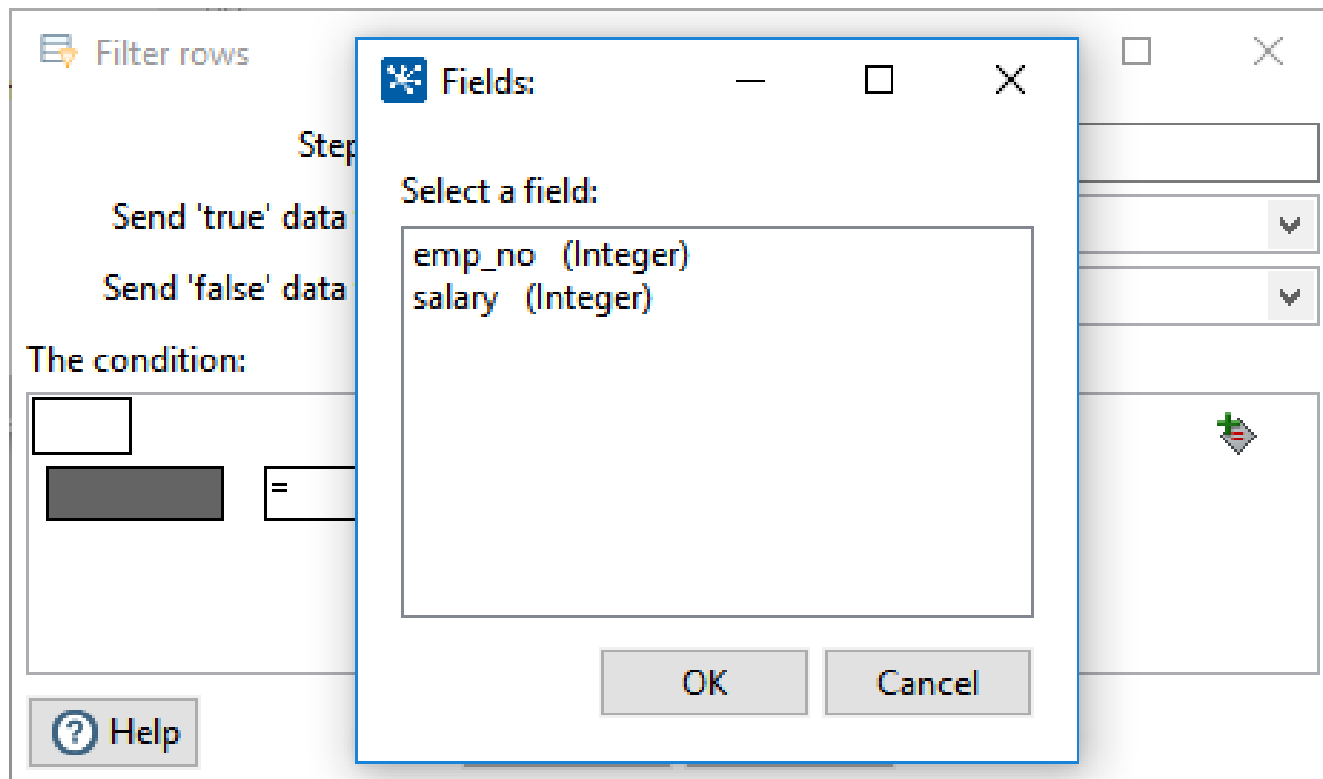 Filter rows
Fields:
Step
Select a field:
Send 'true' data
emp_no (Integer)
salary (Integer)
Send 'false' data
The condition:
=
OK
Cancel
Help